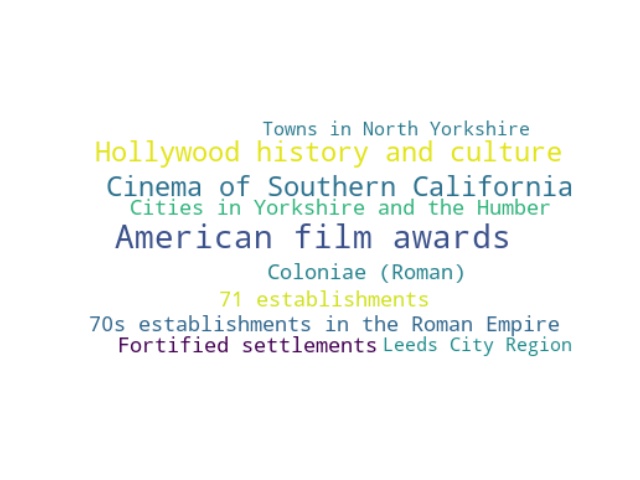 Towns in North Yorkshire
Hollywood history and culture
Cinema of Southern California
Cities in Yorkshire and the Humber
American film awards
Coloniae (Roman)
71 establishments
70s establishments in the Roman Empire
Fortified settlements
Leeds City Region